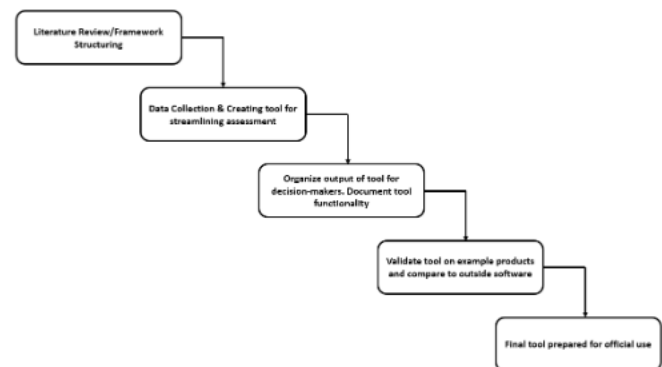 Literature Review/Framework
Structuring
Data Collection & Creating tool for
streamlining assessment
Organize output of tool for
decision-makers. Document tool
functionality
Validate tool on example products
and compare to outside software
Final tool prepared for official use